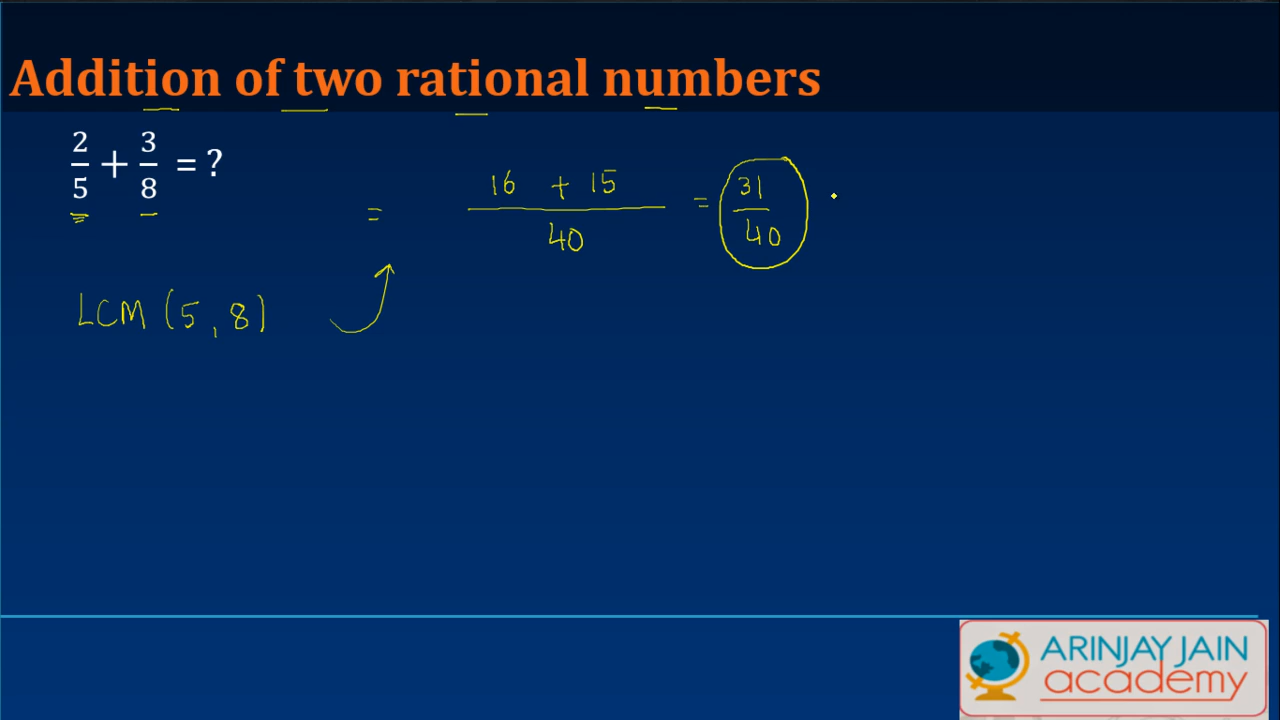 Addition of two rational numbers
2/5 + 3/8 = ?
= 16 + 15 / 40 = 31/40
LCM (5, 8)
ARINJAY JAIN
academy